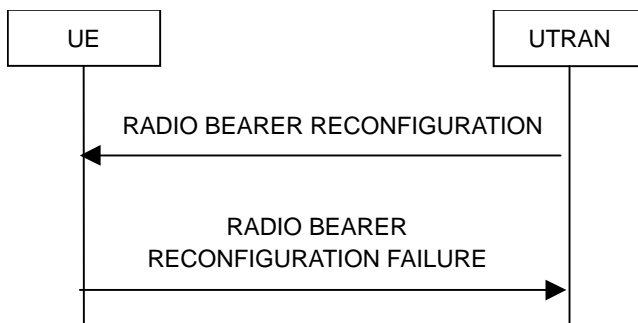 UE
UTRAN
RADIO BEARER RECONFIGURATION
RADIO BEARER
RECONFIGURATION FAILURE